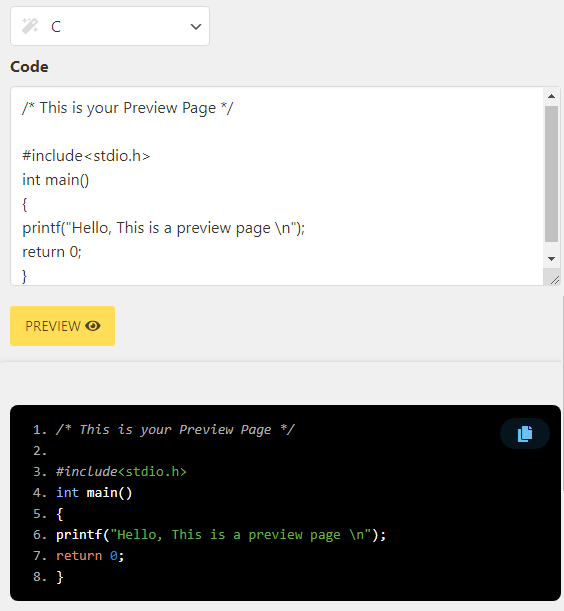 C
Code
/* This is your Preview Page */
#include<stdio.h>
int main()
{
printf("Hello, This is a preview page \n");
return 0;
}
PREVIEW
1. /* This is your Preview Page */
2.
3. #include<stdio.h>
4. int main()
5. {
6. printf("Hello, This is a preview page \n");
7. return 0;
8. }